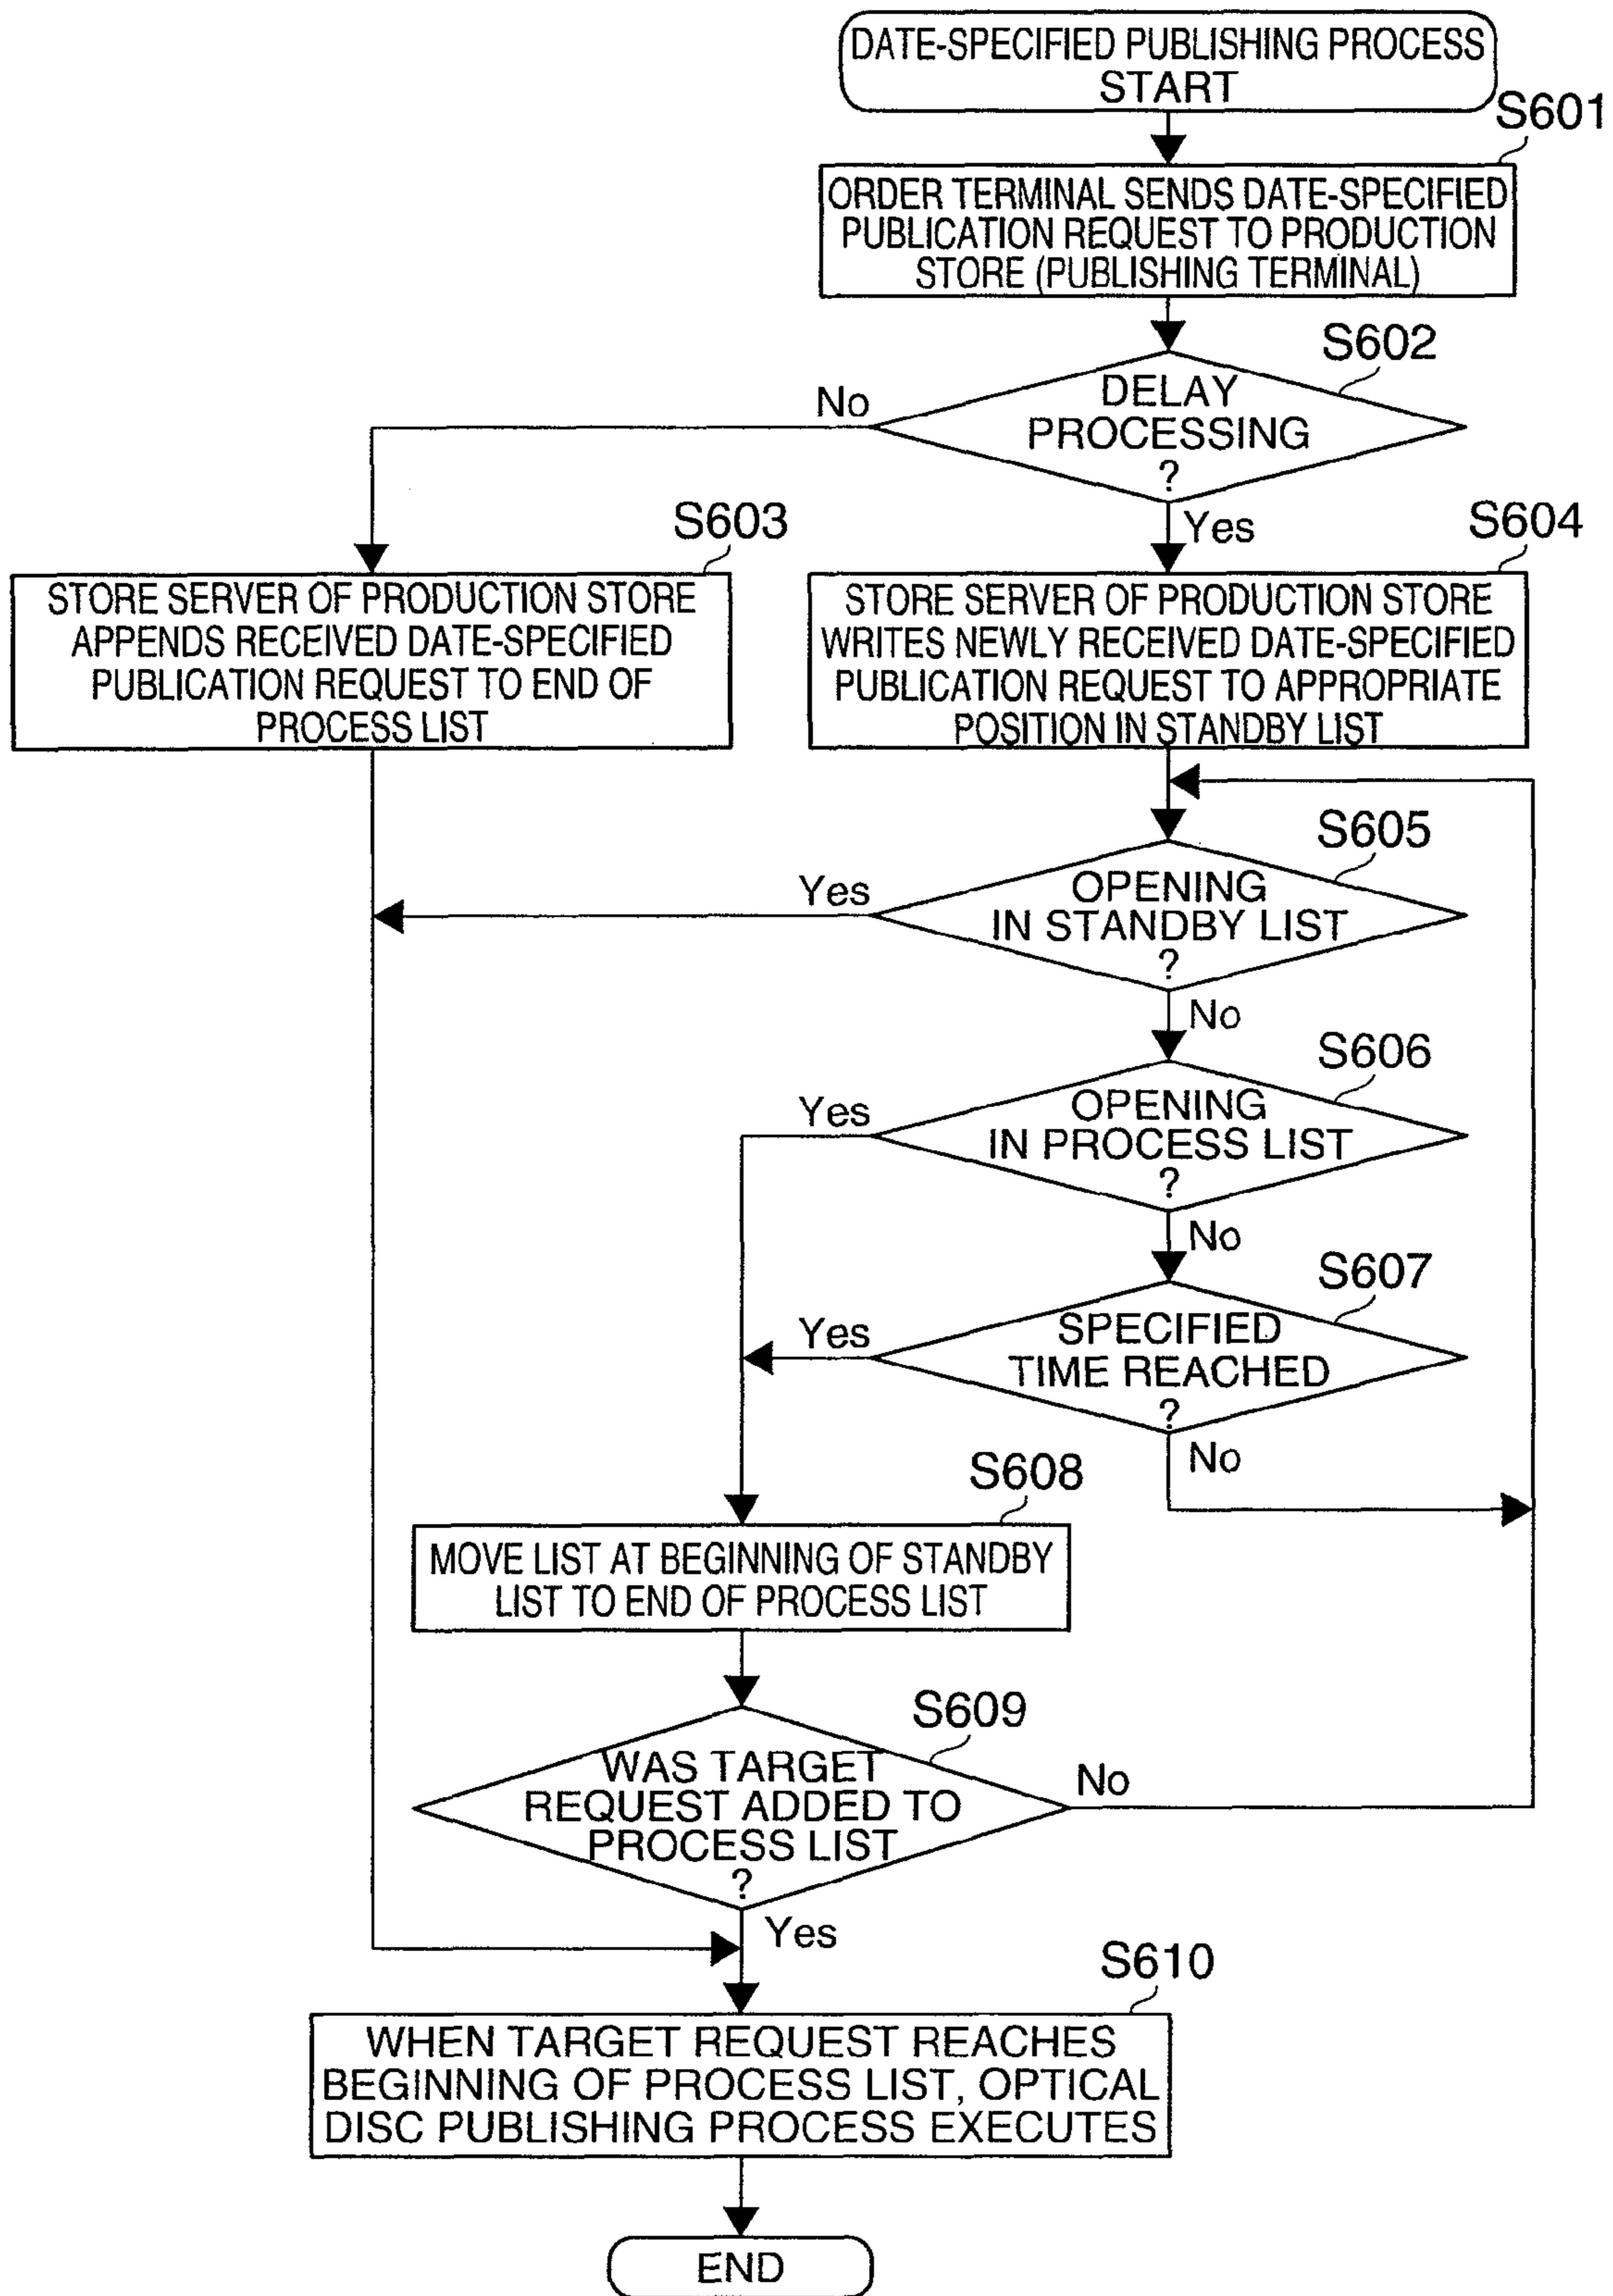 DATE-SPECIFIED PUBLISHING PROCESS
START
S601
ORDER TERMINAL SENDS DATE-SPECIFIED
PUBLICATION REQUEST TO PRODUCTION
STORE (PUBLISHING TERMINAL)
S602
DELAY
PROCESSING
?
No
Yes
S603
STORE SERVER OF PRODUCTION STORE
APPENDS RECEIVED DATE-SPECIFIED
PUBLICATION REQUEST TO END OF
PROCESS LIST
S604
STORE SERVER OF PRODUCTION STORE
WRITES NEWLY RECEIVED DATE-SPECIFIED
PUBLICATION REQUEST TO APPROPRIATE
POSITION IN STANDBY LIST
S605
Yes
OPENING
IN STANDBY LIST
?
No
S606
Yes
OPENING
IN PROCESS LIST
?
No
S607
Yes
SPECIFIED
TIME REACHED
?
No
S608
MOVE LIST AT BEGINNING OF STANDBY
LIST TO END OF PROCESS LIST
S609
WAS TARGET
REQUEST ADDED TO
PROCESS LIST
?
No
Yes
S610
WHEN TARGET REQUEST REACHES
BEGINNING OF PROCESS LIST, OPTICAL
DISC PUBLISHING PROCESS EXECUTES
END